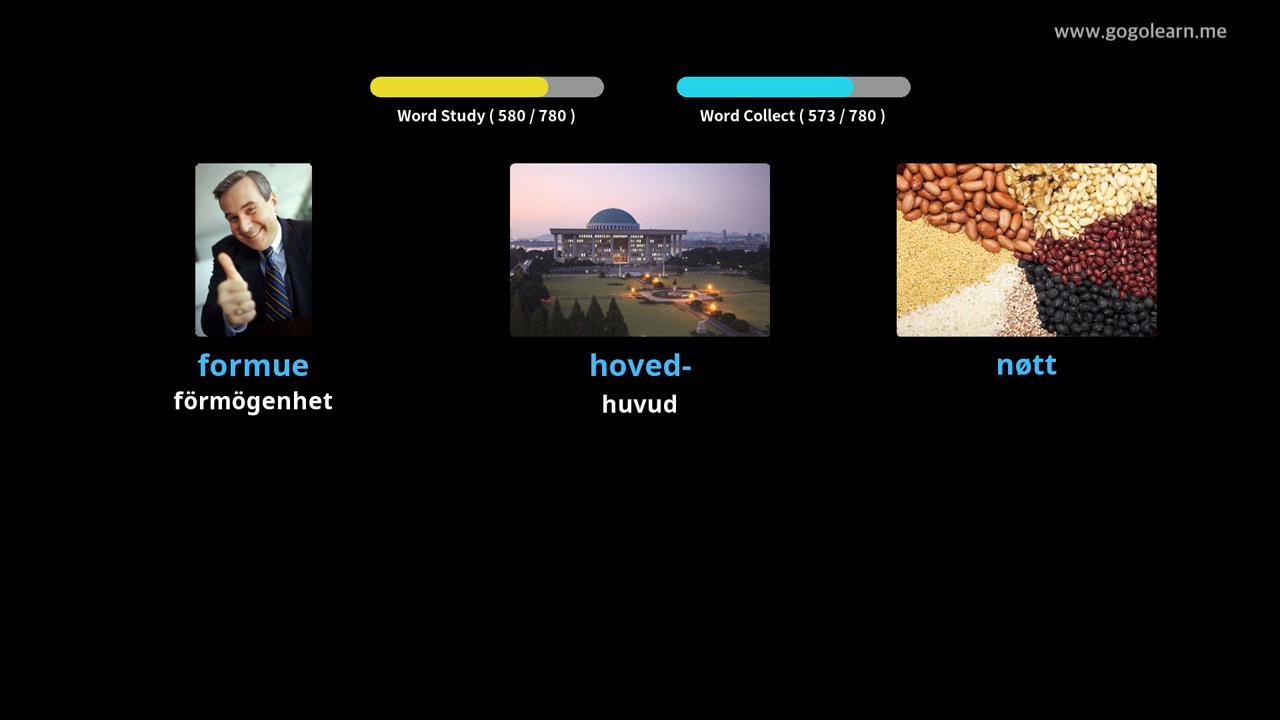 www.gogolearn.me
Word Study ( 580 / 780 )
Word Collect ( 573 / 780 )
formue
hoved-
nøtt
förmögenhet
huvud